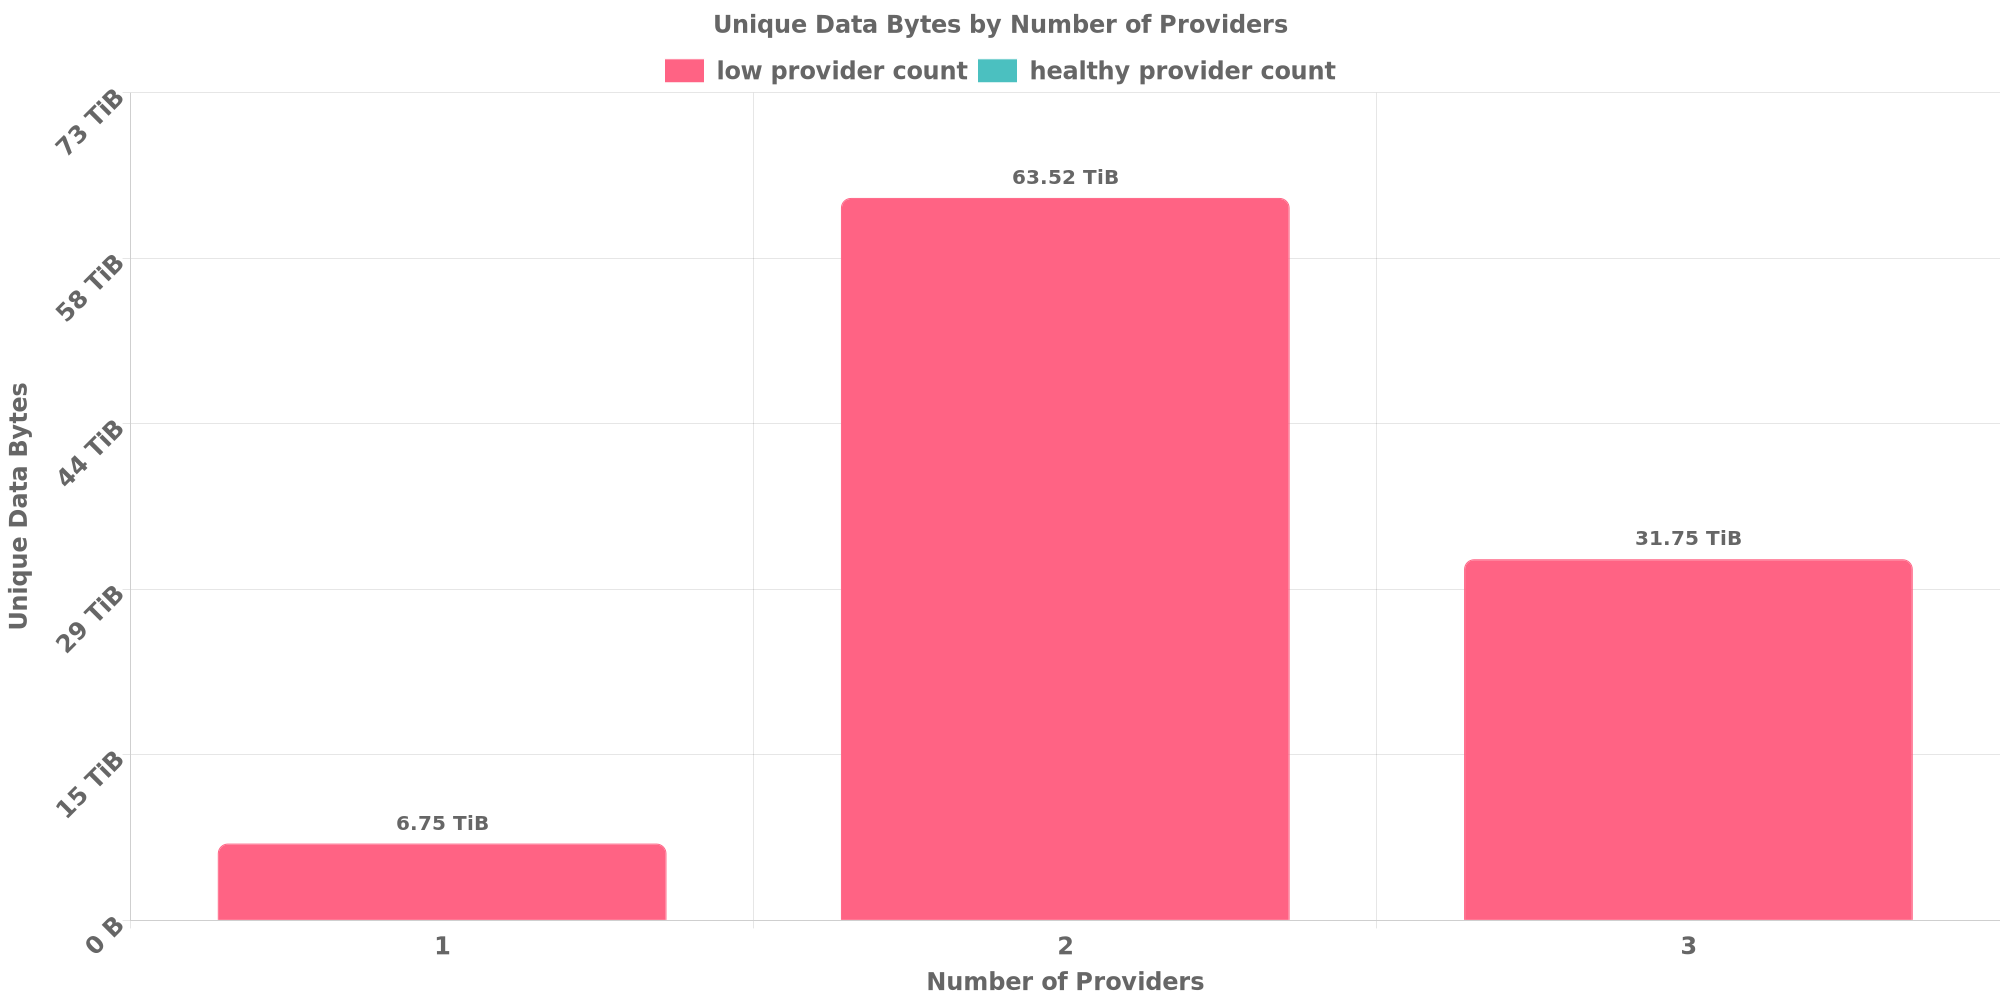 Unique Data Bytes by Number of Providers
low provider count
healthy provider count
73 TiB
58 TiB
44 TiB
29 TiB
15 TiB
0 B
Unique Data Bytes
6.75 TiB
63.52 TiB
31.75 TiB
1
2
3
Number of Providers